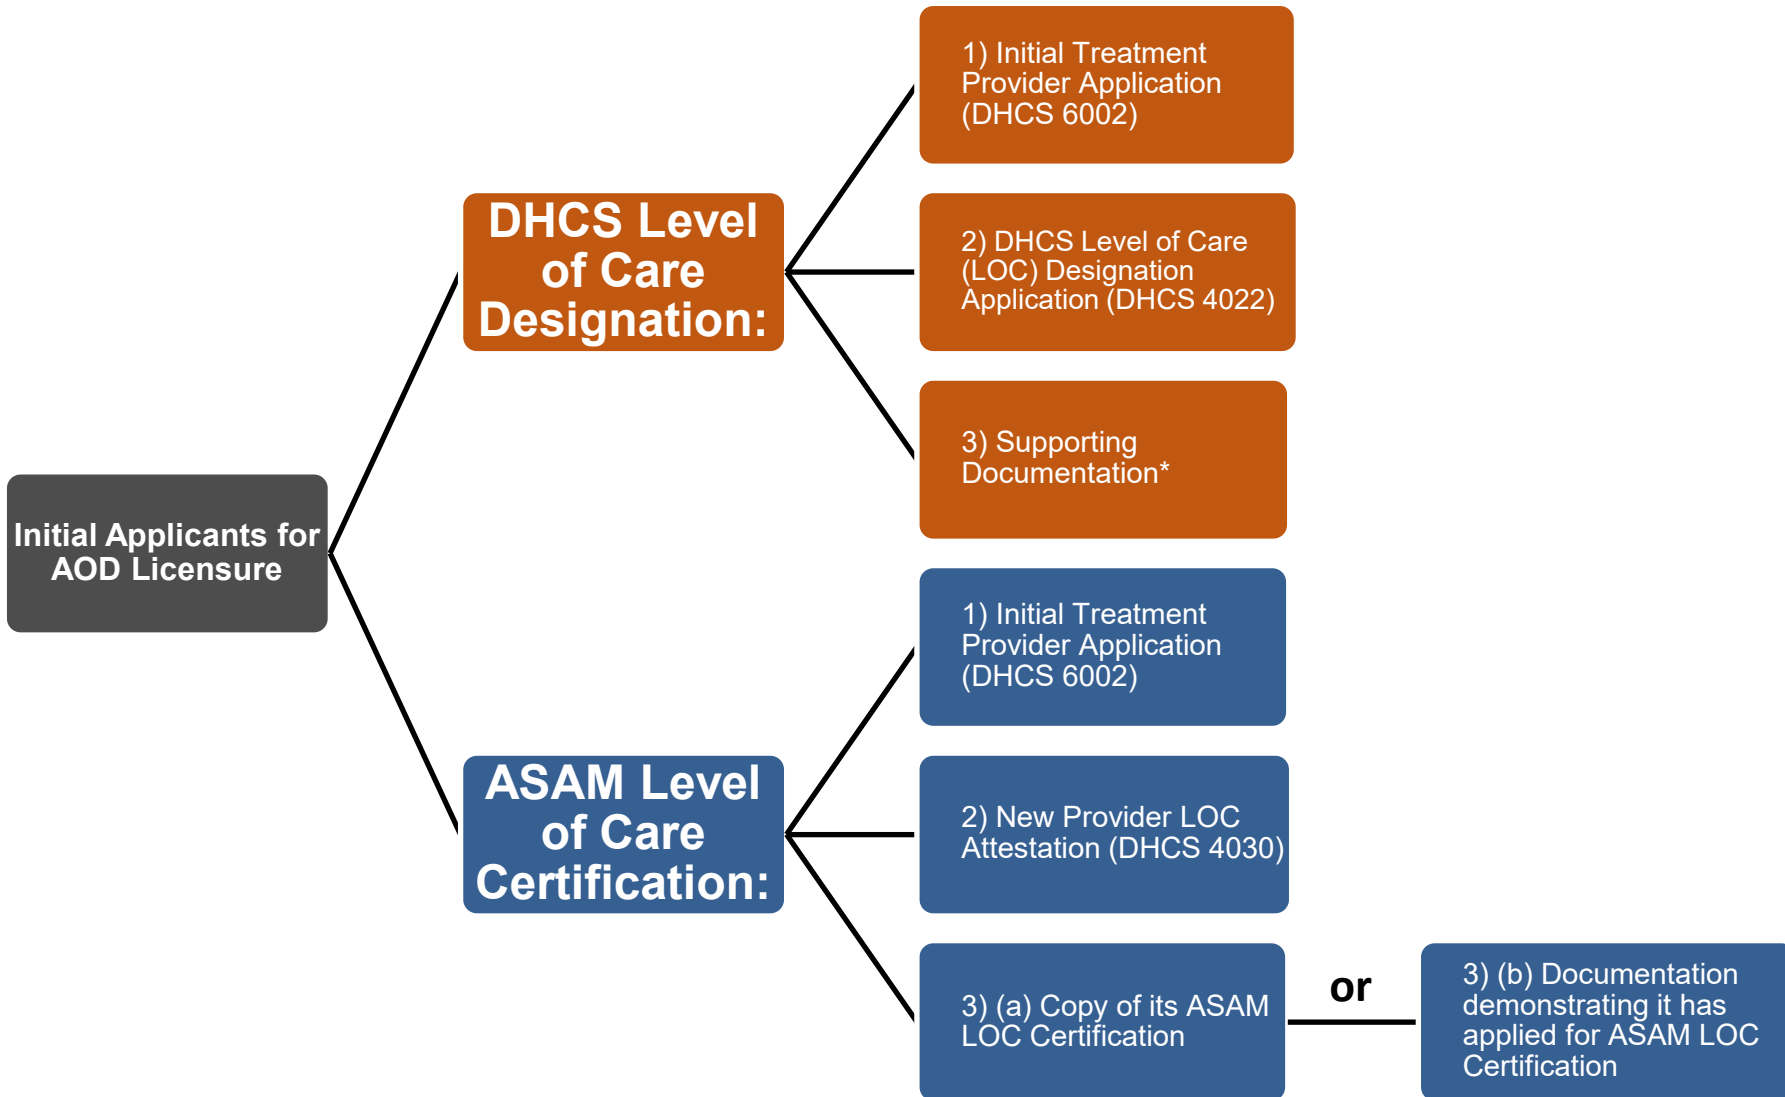 Initial Applicants for
AOD Licensure
DHCS Level
of Care
Designation:
1) Initial Treatment
Provider Application
(DHCS 6002)
2) DHCS Level of Care
(LOC) Designation
Application (DHCS 4022)
3) Supporting
Documentation*
ASAM Level
of Care
Certification:
1) Initial Treatment
Provider Application
(DHCS 6002)
2) New Provider LOC
Attestation (DHCS 4030)
3) (a) Copy of its ASAM
LOC Certification
or
3) (b) Documentation
demonstrating it has
applied for ASAM LOC
Certification